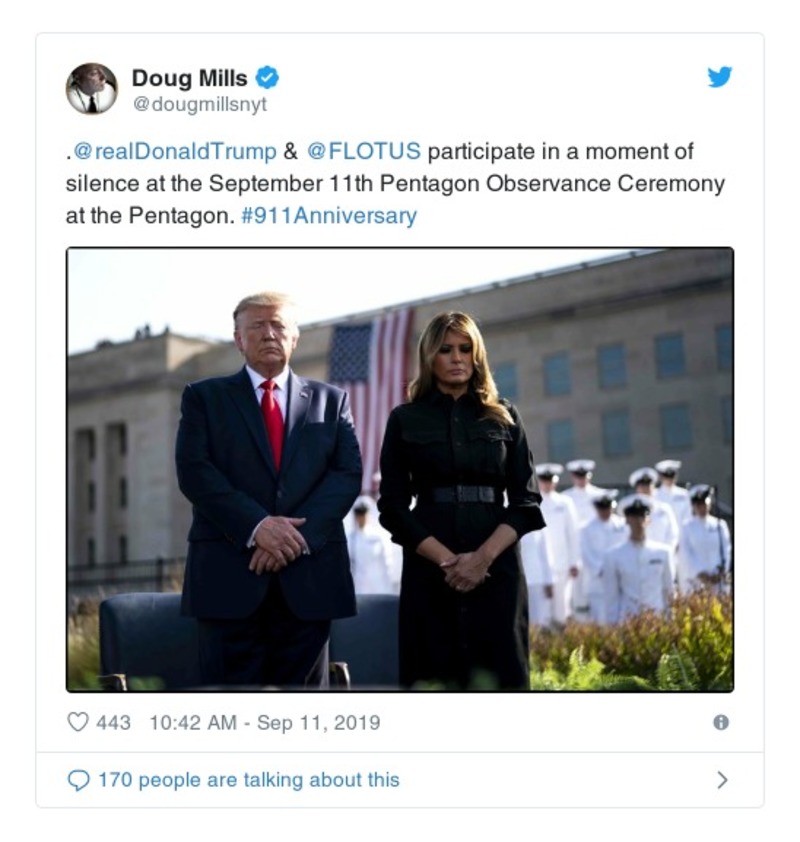 Doug Mills
@dougmillsnyt
.@realDonaldTrump & @FLOTUS participate in a moment of
silence at the September 11th Pentagon Observance Ceremony
at the Pentagon. #911Anniversary
443 10:42 AM - Sep 11, 2019
170 people are talking about this